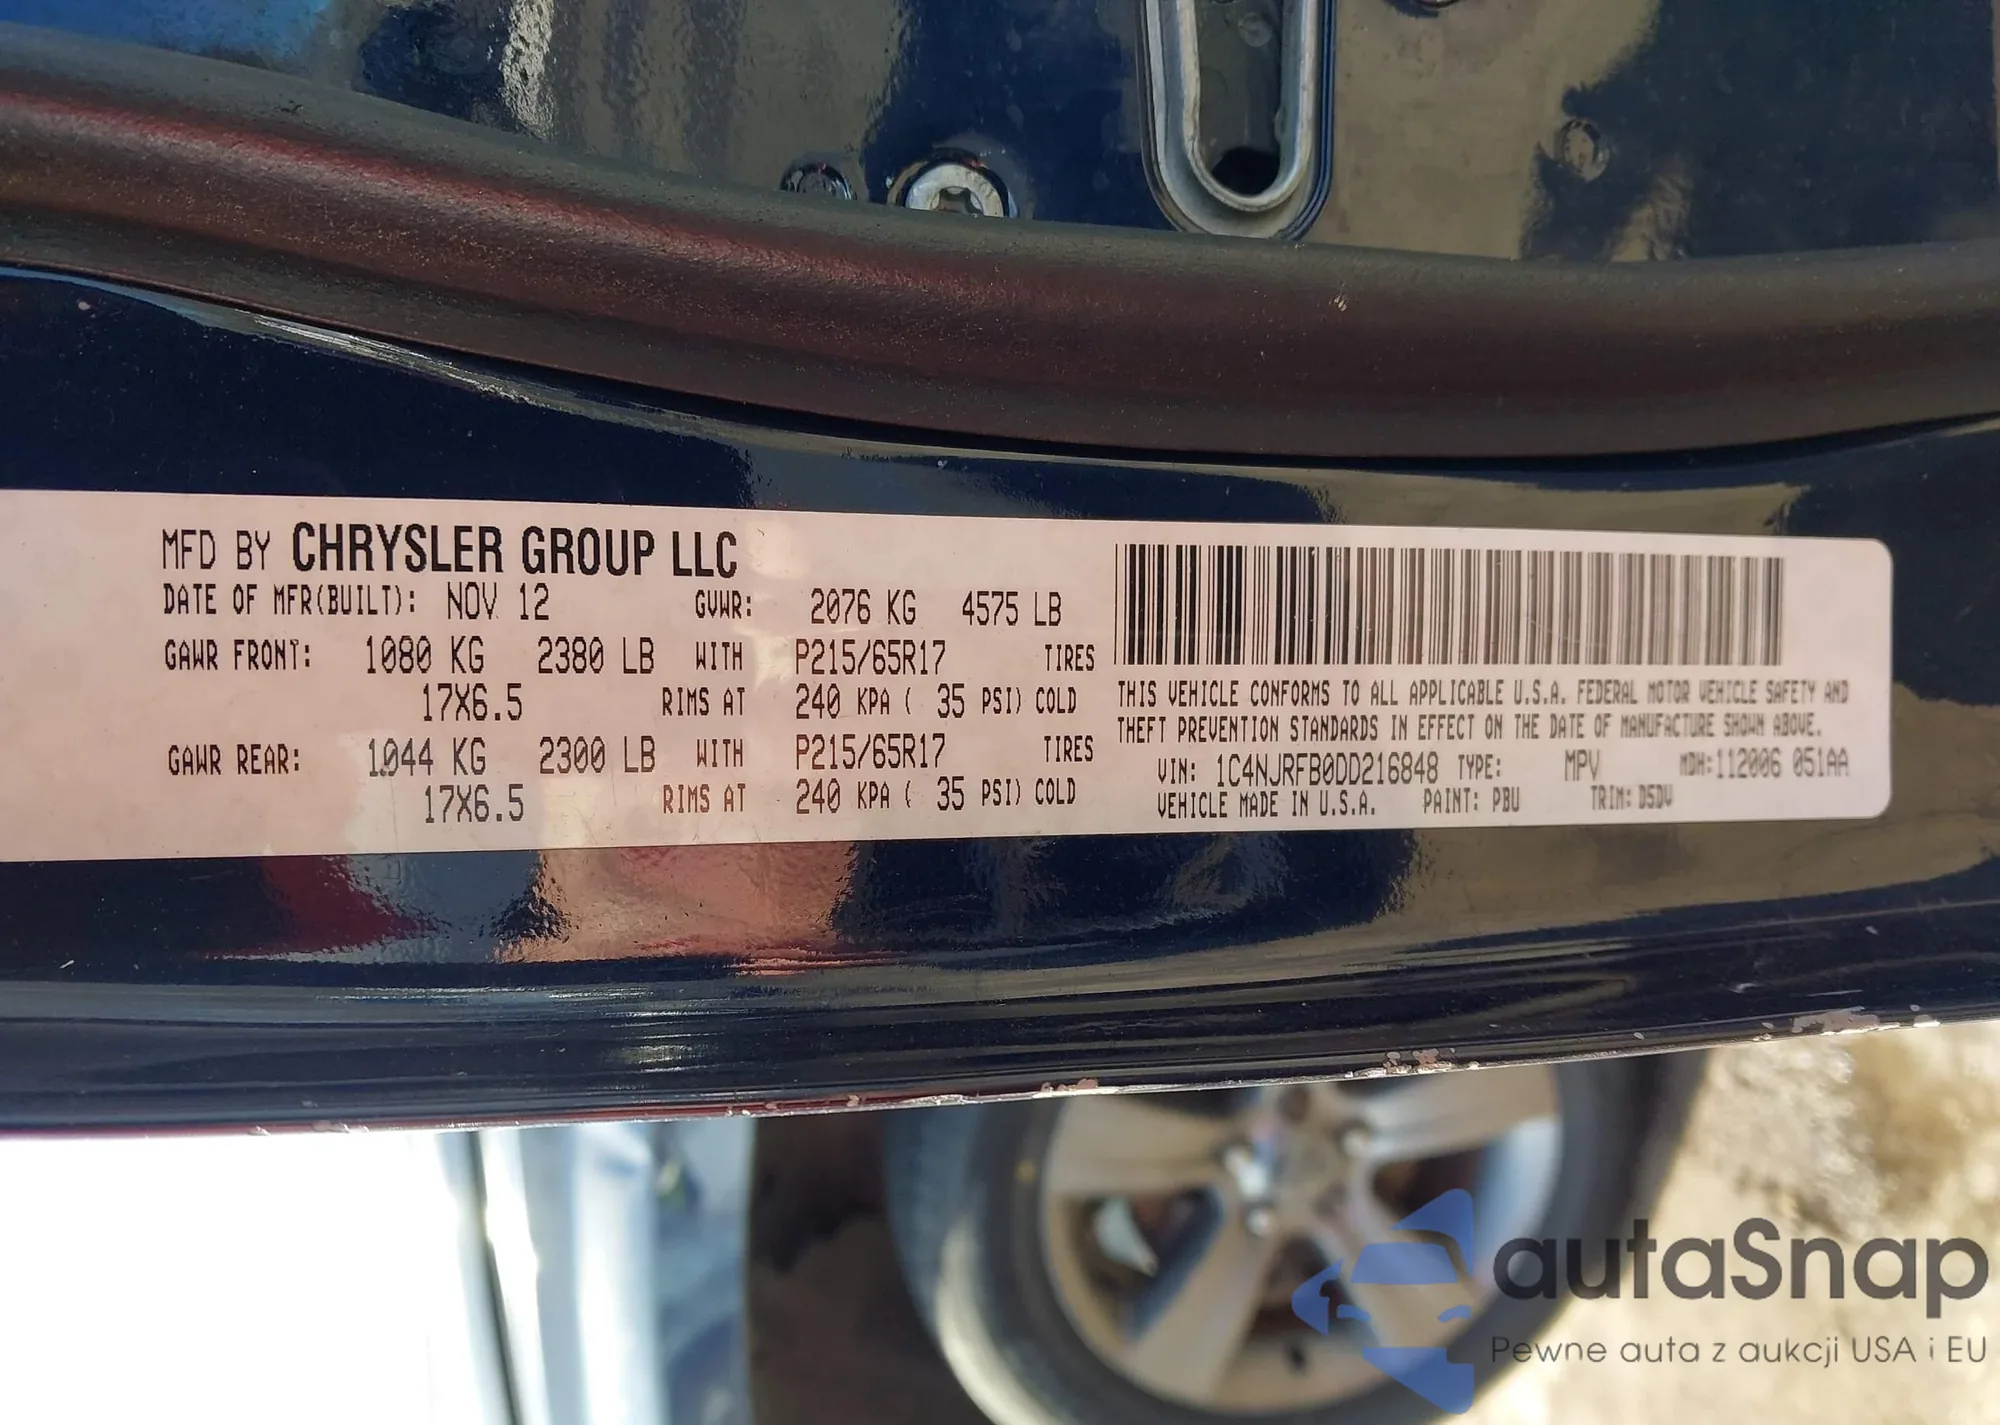 MFD BY CHRYSLER GROUP LLC
DATE OF MFR(BUILT): NOV 12 GVWR: 2076 KG 4575 LB
GAWR FRONT: 1080 KG 2380 LB WITH P215/65R17 TIRES
17X6.5 RIMS AT 240 KPA ( 35 PSI) COLD
GAWR REAR: 1044 KG 2300 LB WITH P215/65R17 TIRES
17X6.5 RIMS AT 240 KPA ( 35 PSI) COLD
THIS VEHICLE CONFORMS TO ALL APPLICABLE U.S.A. FEDERAL MOTOR VEHICLE SAFETY AND
THEFT PREVENTION STANDARDS IN EFFECT ON THE DATE OF MANUFACTURE SHOWN ABOVE.
VIN: 1C4NJRFB0DD216848 TYPE: MPV MDH:112006 051AA
VEHICLE MADE IN U.S.A. PAINT: PBU TRIM: D5DV
autaSnap
Pewne auta z aukcji USA i EU